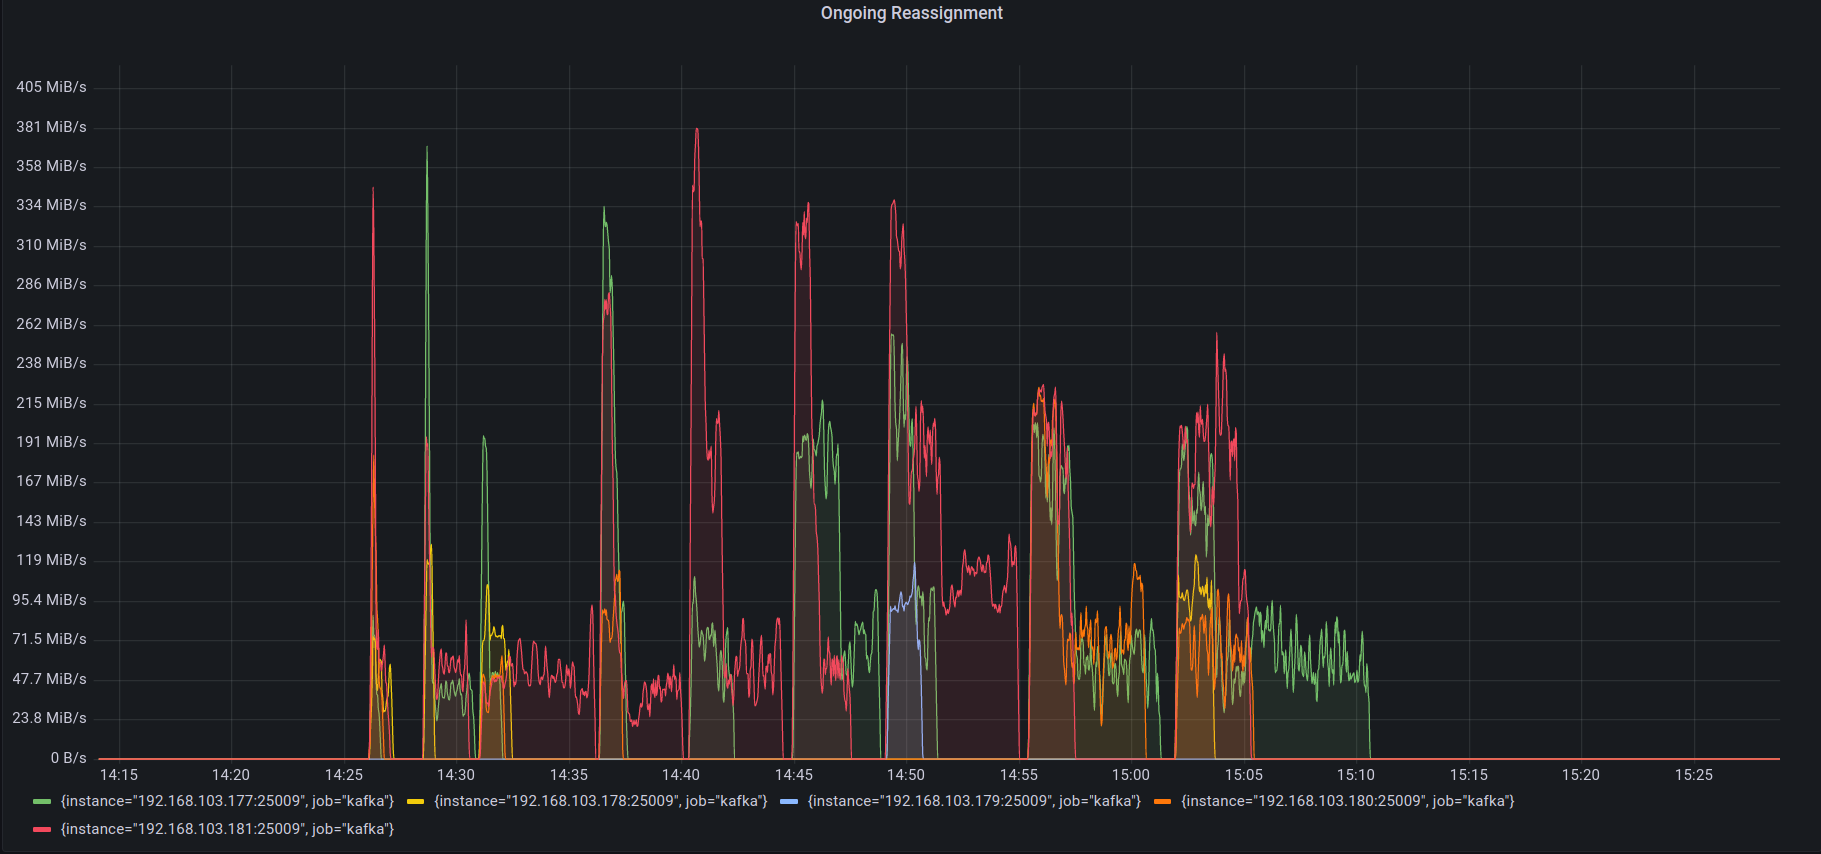 Ongoing Reassignment
405 MiB/s
381 MiB/s
358 MiB/s
334 MiB/s
310 MiB/s
286 MiB/s
262 MiB/s
238 MiB/s
215 MiB/s
191 MiB/s
167 MiB/s
143 MiB/s
119 MiB/s
95.4 MiB/s
71.5 MiB/s
47.7 MiB/s
23.8 MiB/s
0 B/s
14:15 14:20 14:25 14:30 14:35 14:40 14:45 14:50 14:55 15:00 15:05 15:10 15:15 15:20 15:25
{instance="192.168.103.177:25009", job="kafka"} {instance="192.168.103.178:25009", job="kafka"} {instance="192.168.103.179:25009", job="kafka"} {instance="192.168.103.180:25009", job="kafka"}
{instance="192.168.103.181:25009", job="kafka"}